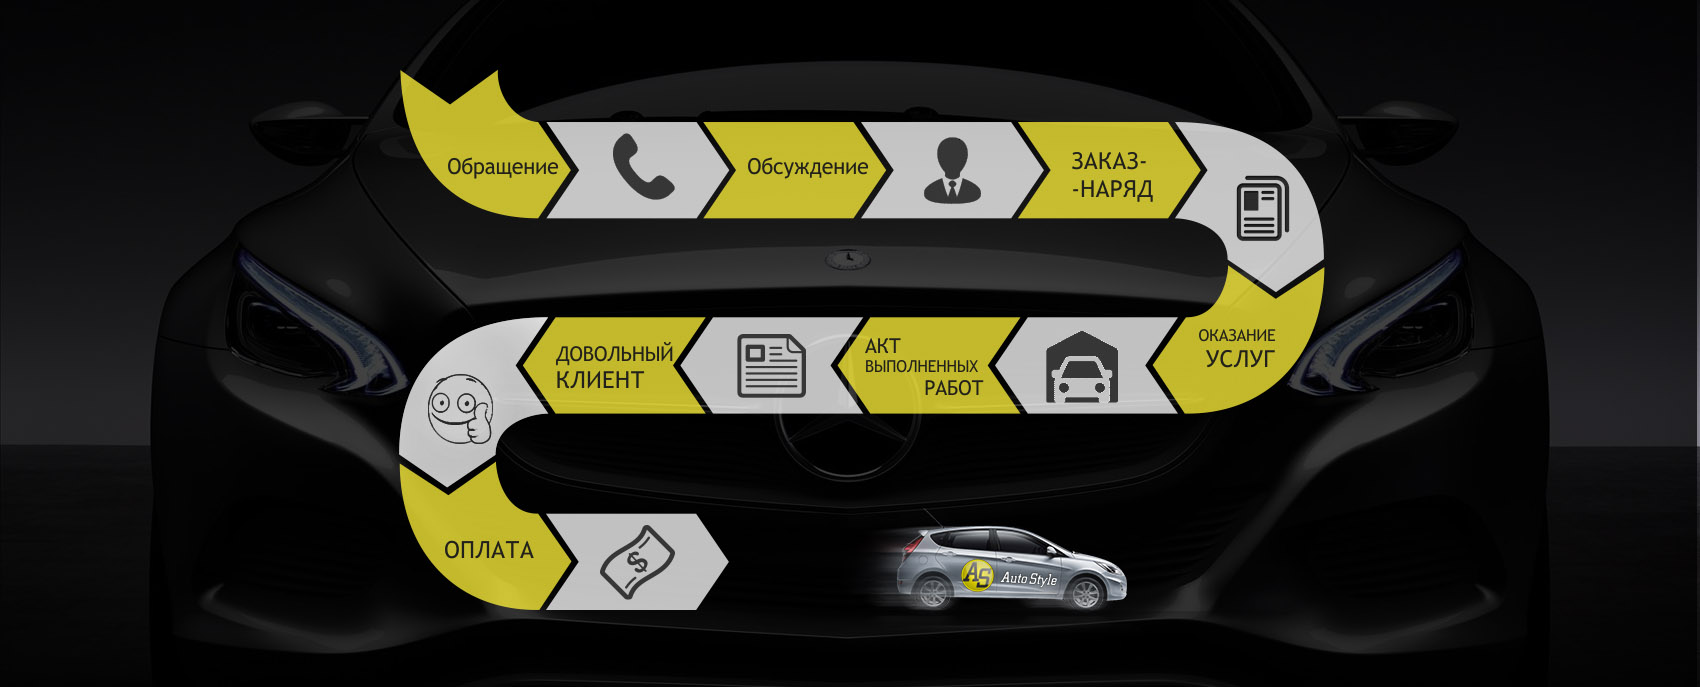 Обращение
Обсуждение
ЗАКАЗ-
-НАРЯД
ОКАЗАНИЕ
УСЛУГ
АКТ
ВЫПОЛНЕННЫХ
РАБОТ
ДОВОЛЬНЫЙ
КЛИЕНТ
ОПЛАТА
$
AS Auto Style